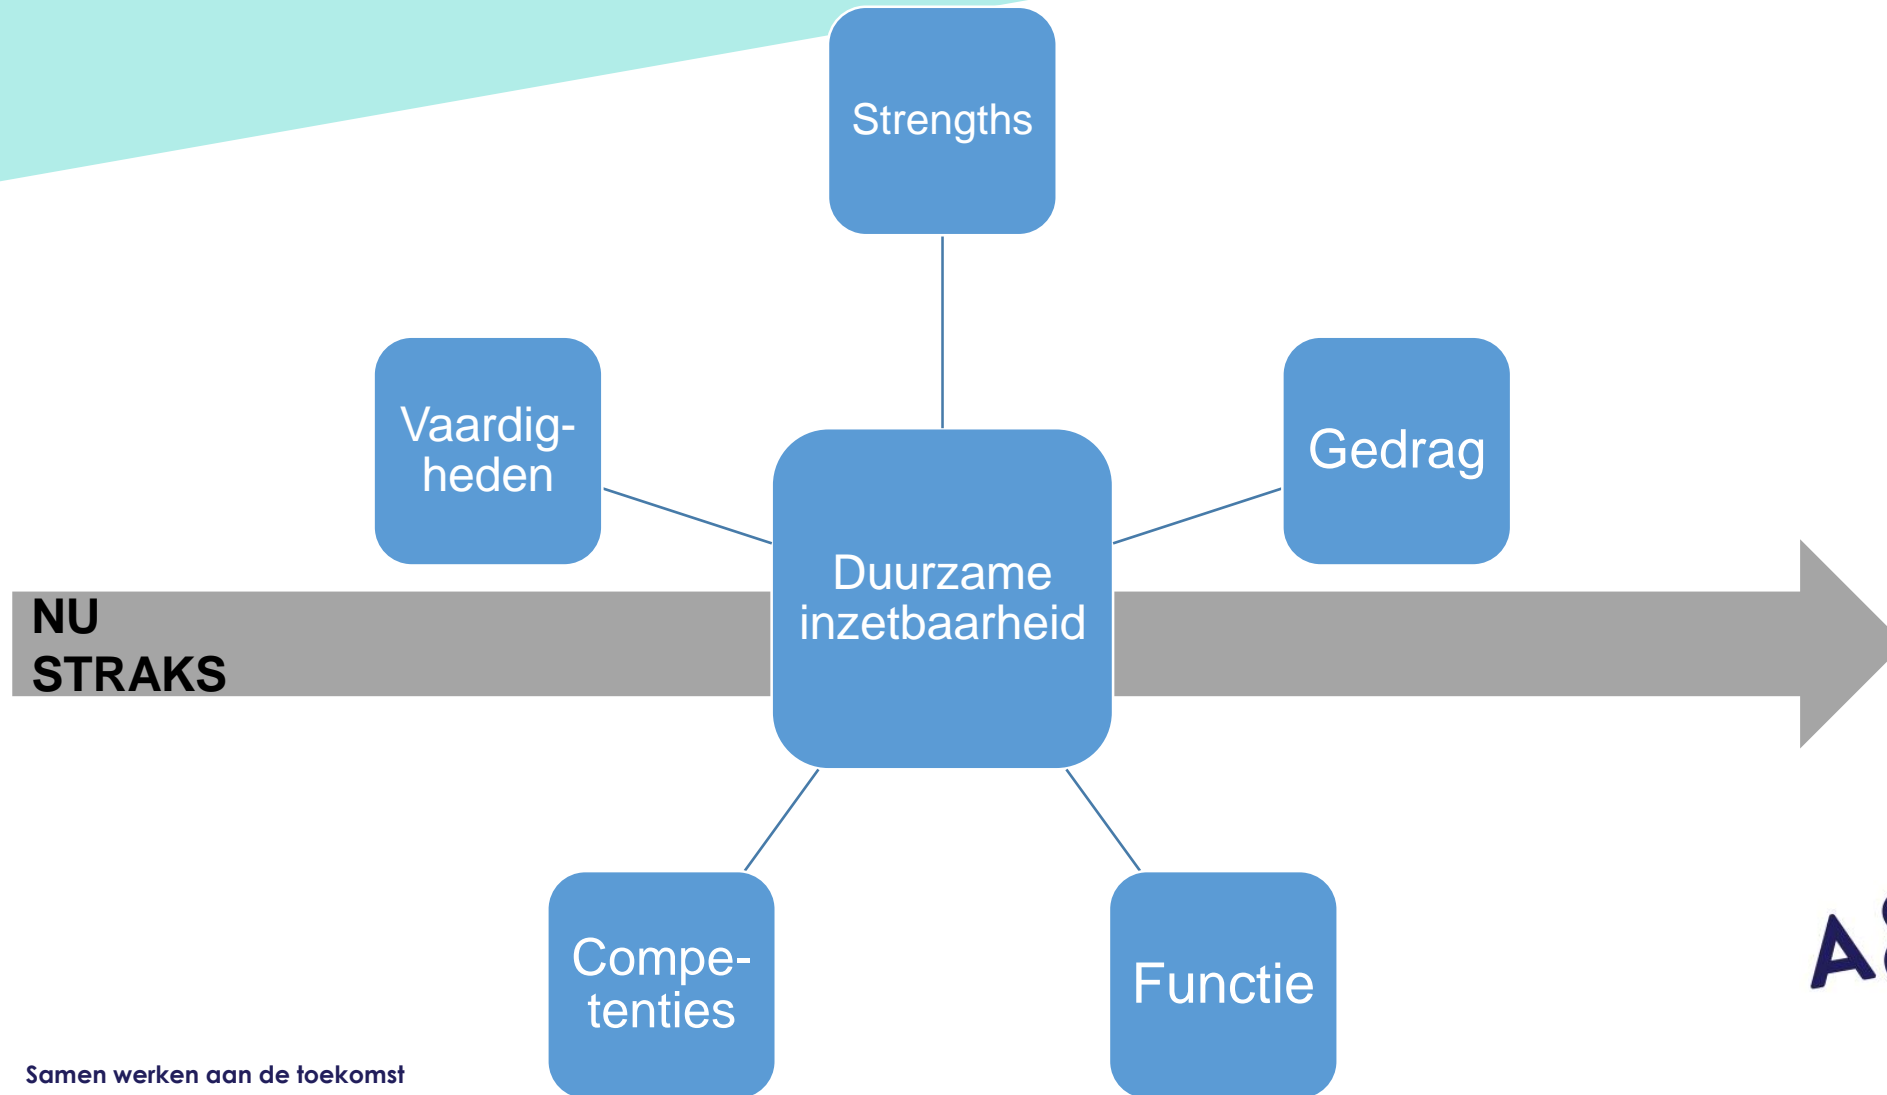 Strengths
Vaardig-
heden
Gedrag
Duurzame
inzetbaarheid
NU
STRAKS
Compe-
tenties
Functie
A
Samen werken aan de toekomst